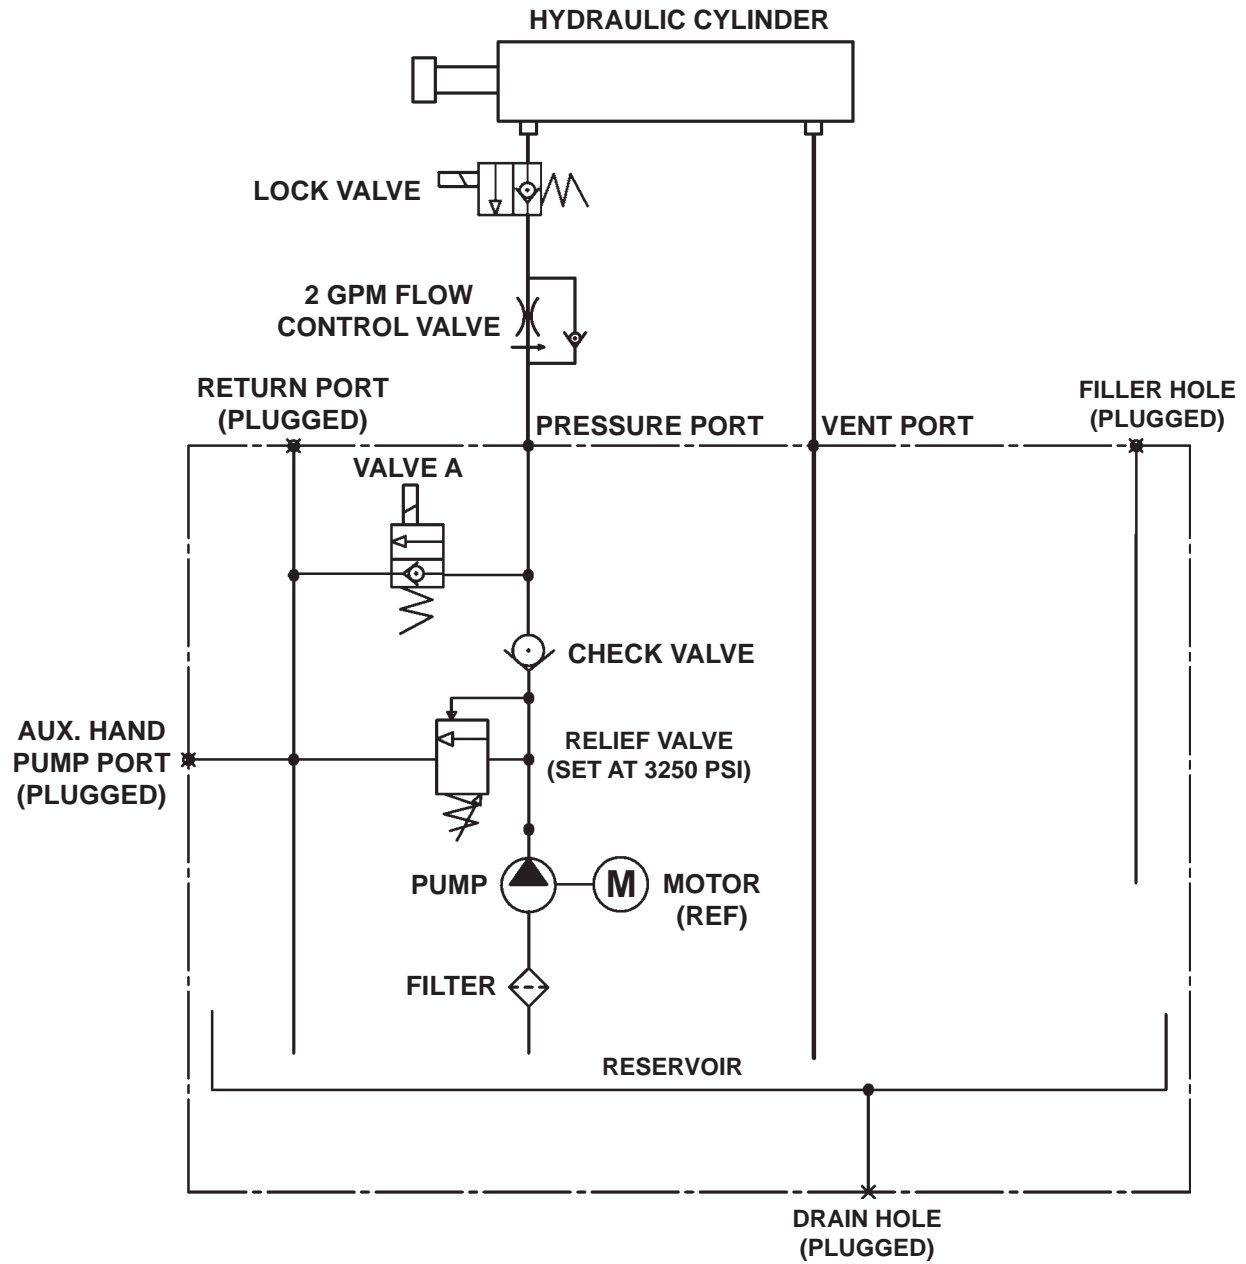 HYDRAULIC CYLINDER
LOCK VALVE
2 GPM FLOW
CONTROL VALVE
RETURN PORT
(PLUGGED)
PRESSURE PORT
VENT PORT
FILLER HOLE
(PLUGGED)
VALVE A
CHECK VALVE
AUX. HAND
PUMP PORT
(PLUGGED)
RELIEF VALVE
(SET AT 3250 PSI)
PUMP
M
MOTOR
(REF)
FILTER
RESERVOIR
DRAIN HOLE
(PLUGGED)